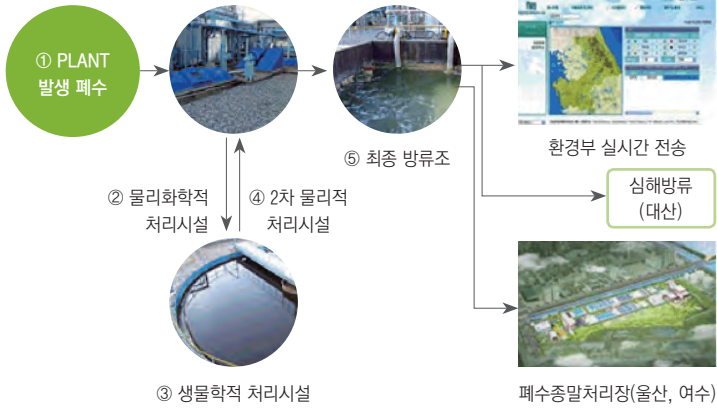 ① PLANT
발생 폐수
⑤ 최종 방류조
환경부 실시간 전송
② 물리화학적
처리시설
④ 2차 물리적
처리시설
심해방류
(대산)
③ 생물학적 처리시설
폐수종말처리장(울산, 여수)